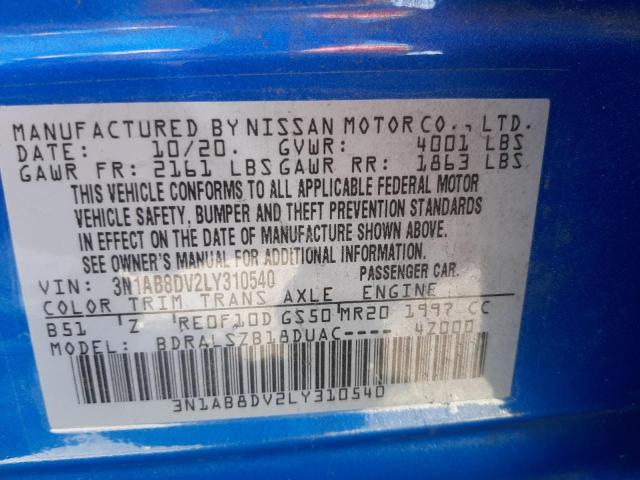 MANUFACTURED BY NISSAN MOTOR CO., LTD.
DATE: 10/20. GVWR: 4001 LBS
GAWR FR: 2161 LBS GAWR RR: 1863 LBS
THIS VEHICLE CONFORMS TO ALL APPLICABLE FEDERAL MOTOR
VEHICLE SAFETY, BUMPER AND THEFT PREVENTION STANDARDS
IN EFFECT ON THE DATE OF MANUFACTURE SHOWN ABOVE.
SEE OWNER'S MANUAL FOR ADDITIONAL INFORMATION.
VIN: 3N1AB8DV2LY310540 PASSENGER CAR.
COLOR TRIM TRANS AXLE ENGINE
B51 Z RE0F10D GS50 MR20 1997 CC
MODEL: BDRALSZB18DUAC---- 4Z000
3N1AB8DV2LY310540